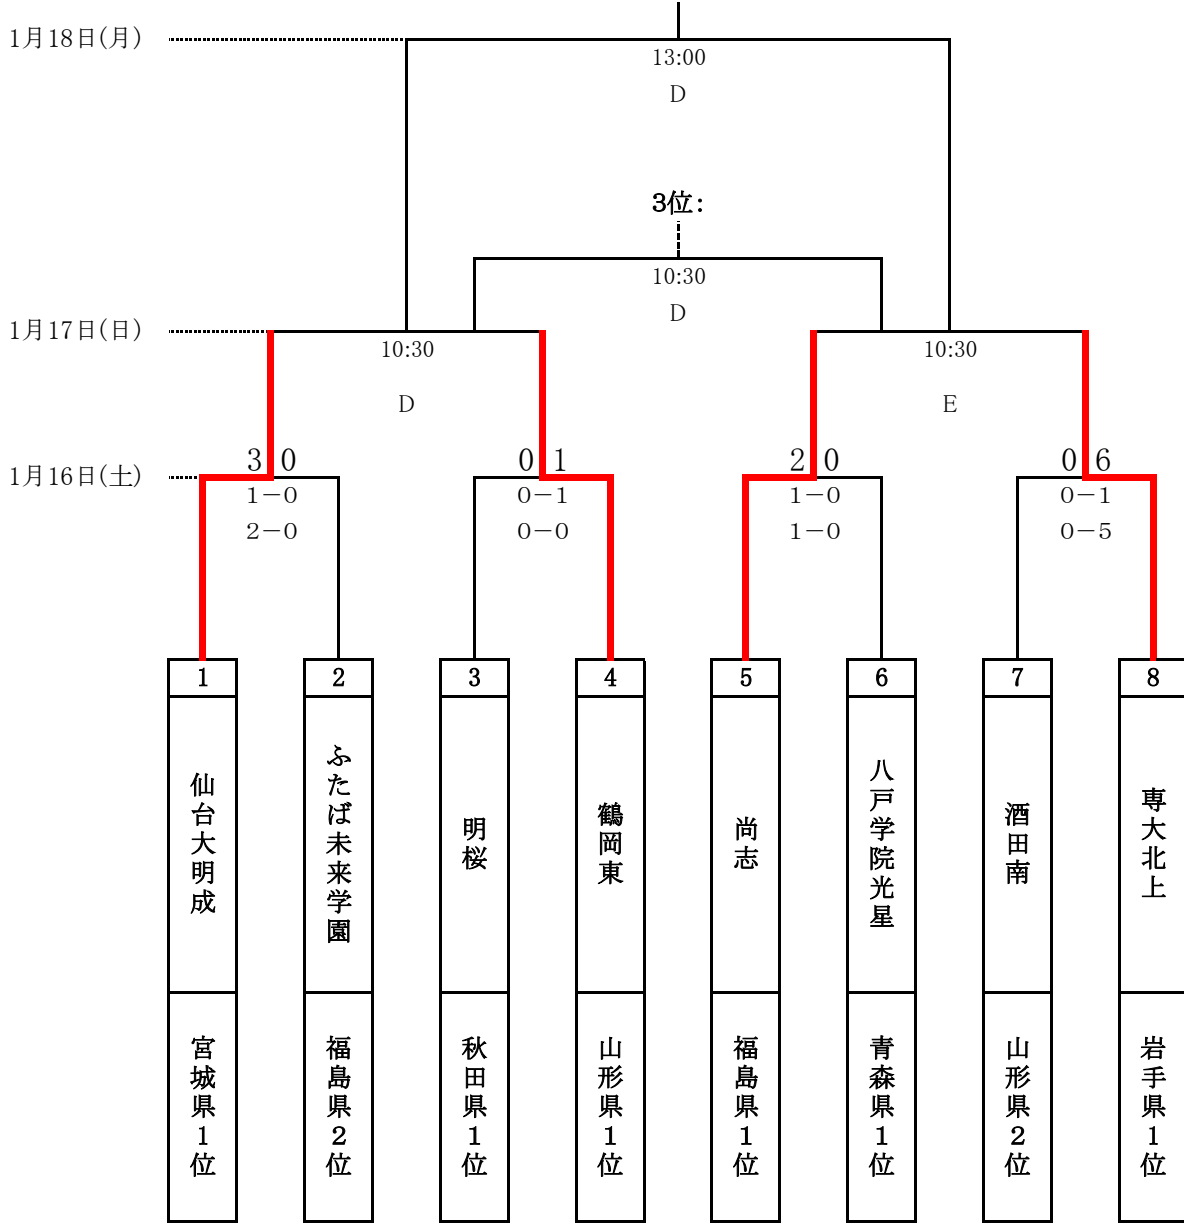 1月18日(月)
13:00
D
3位:
10:30
D
1月17日(日)
10:30
10:30
D
E
1月16日(土)
3 0
0 1
2 0
0 6
1－0
0－1
1－0
0－1
2－0
0－0
1－0
0－5
1
2
3
4
5
6
7
8
仙台大明成
ふたば未来学園
明桜
鶴岡東
尚志
八戸学院光星
酒田南
専大北上
宮城県1位
福島県2位
秋田県1位
山形県1位
福島県1位
青森県1位
山形県2位
岩手県1位